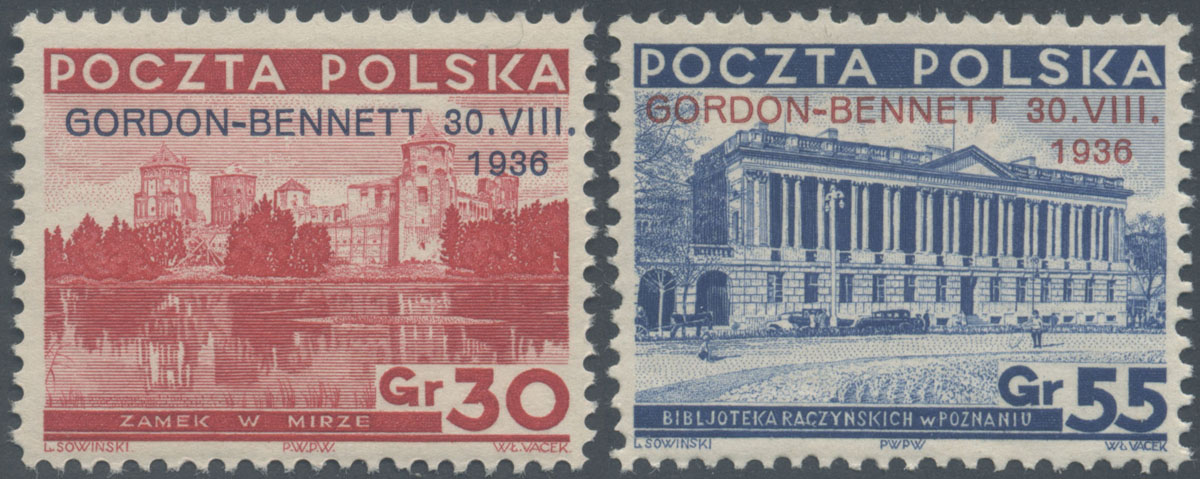 POCZTA POLSKA
GORDON-BENNETT 30.VIII.
1936
Gr 30
ZAMEK W MIRZE
L. SOWINSKI.
P.W.P.W.
WŁ. VACEK.
POCZTA POLSKA
GORDON-BENNETT 30.VIII.
1936
Gr 55
BIBLJOTEKA RACZYNSKICH w POZNANIU
L. SOWINSKI
PWPW
WŁ. VACEK